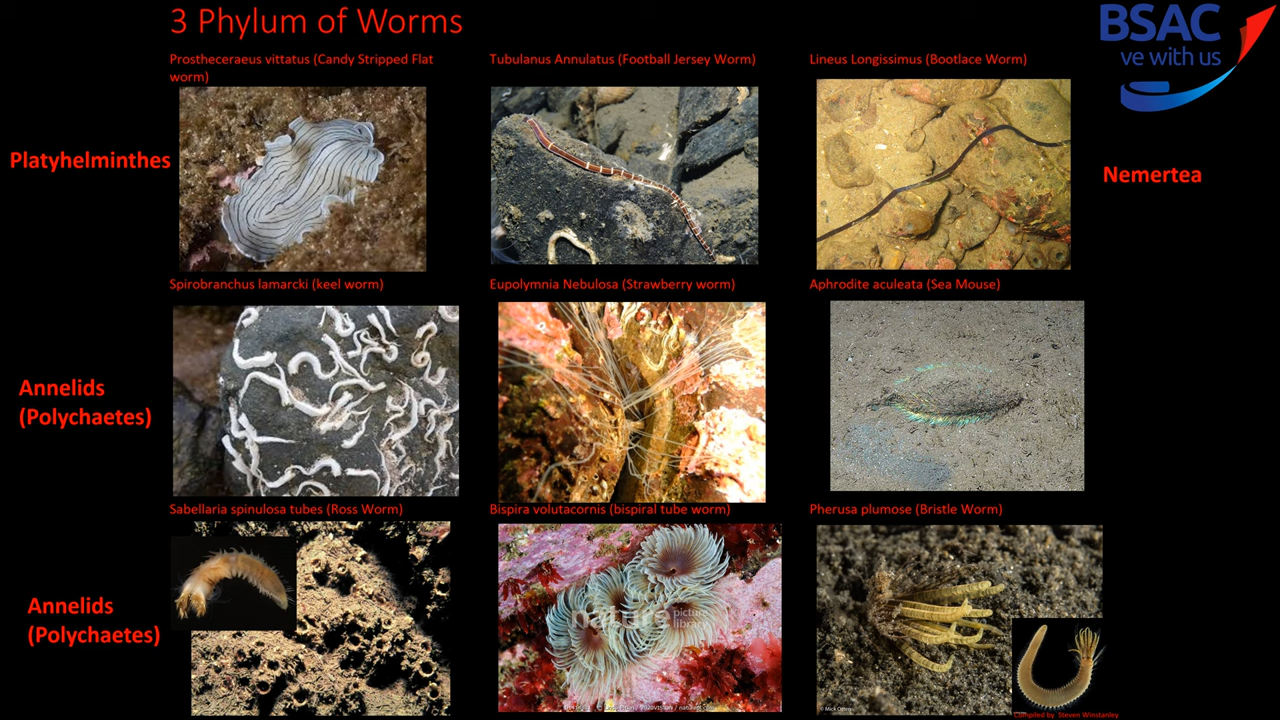 3 Phylum of Worms
BSAC
ve with us
Prostheceraeus vittatus (Candy Stripped Flat
worm)
Tubulanus Annulatus (Football Jersey Worm)
Lineus Longissimus (Bootlace Worm)
Platyhelminthes
Nemertea
Spirobranchus lamarcki (keel worm)
Eupolymnia Nebulosa (Strawberry worm)
Aphrodite aculeata (Sea Mouse)
Annelids
(Polychaetes)
Sabellaria spinulosa tubes (Ross Worm)
Bispira volutacornis (bispiral tube worm)
Pherusa plumose (Bristle Worm)
Annelids
(Polychaetes)
nature
picture
library
Compiled by Steven Winstanley